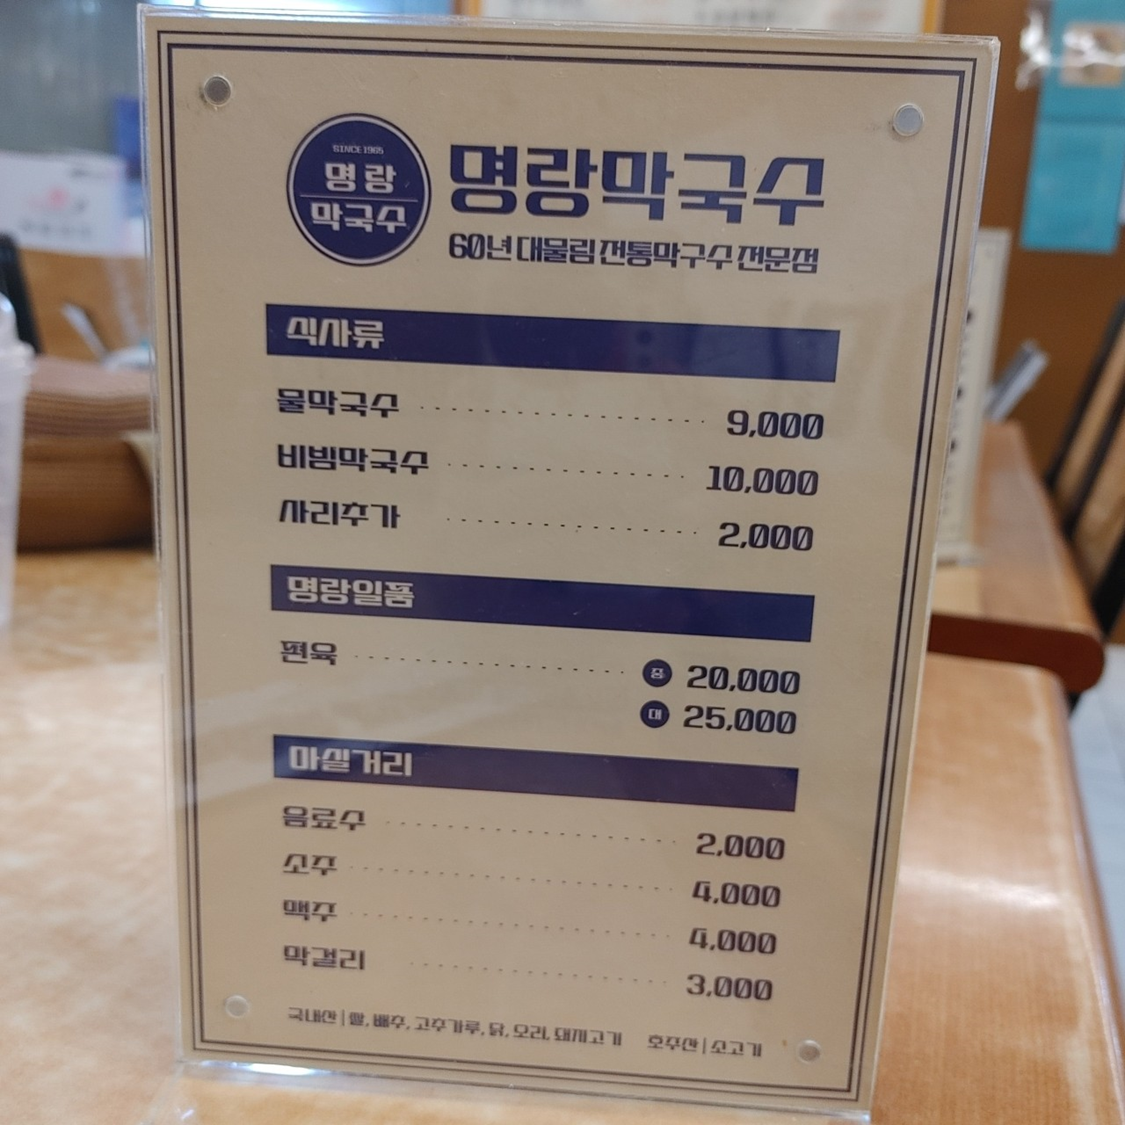 SINCE 1965
명랑
막국수
명랑막국수
60년 대물림 전통막구수 전문점
식사류
물막국수 9,000
비빔막국수 10,000
사리추가 2,000
명랑일품
편육 중 20,000
대 25,000
마실거리
음료수 2,000
소주 4,000
맥주 4,000
막걸리 3,000
국내산 | 쌀, 배추, 고추가루, 닭, 오리, 돼지고기 호주산 | 소고기